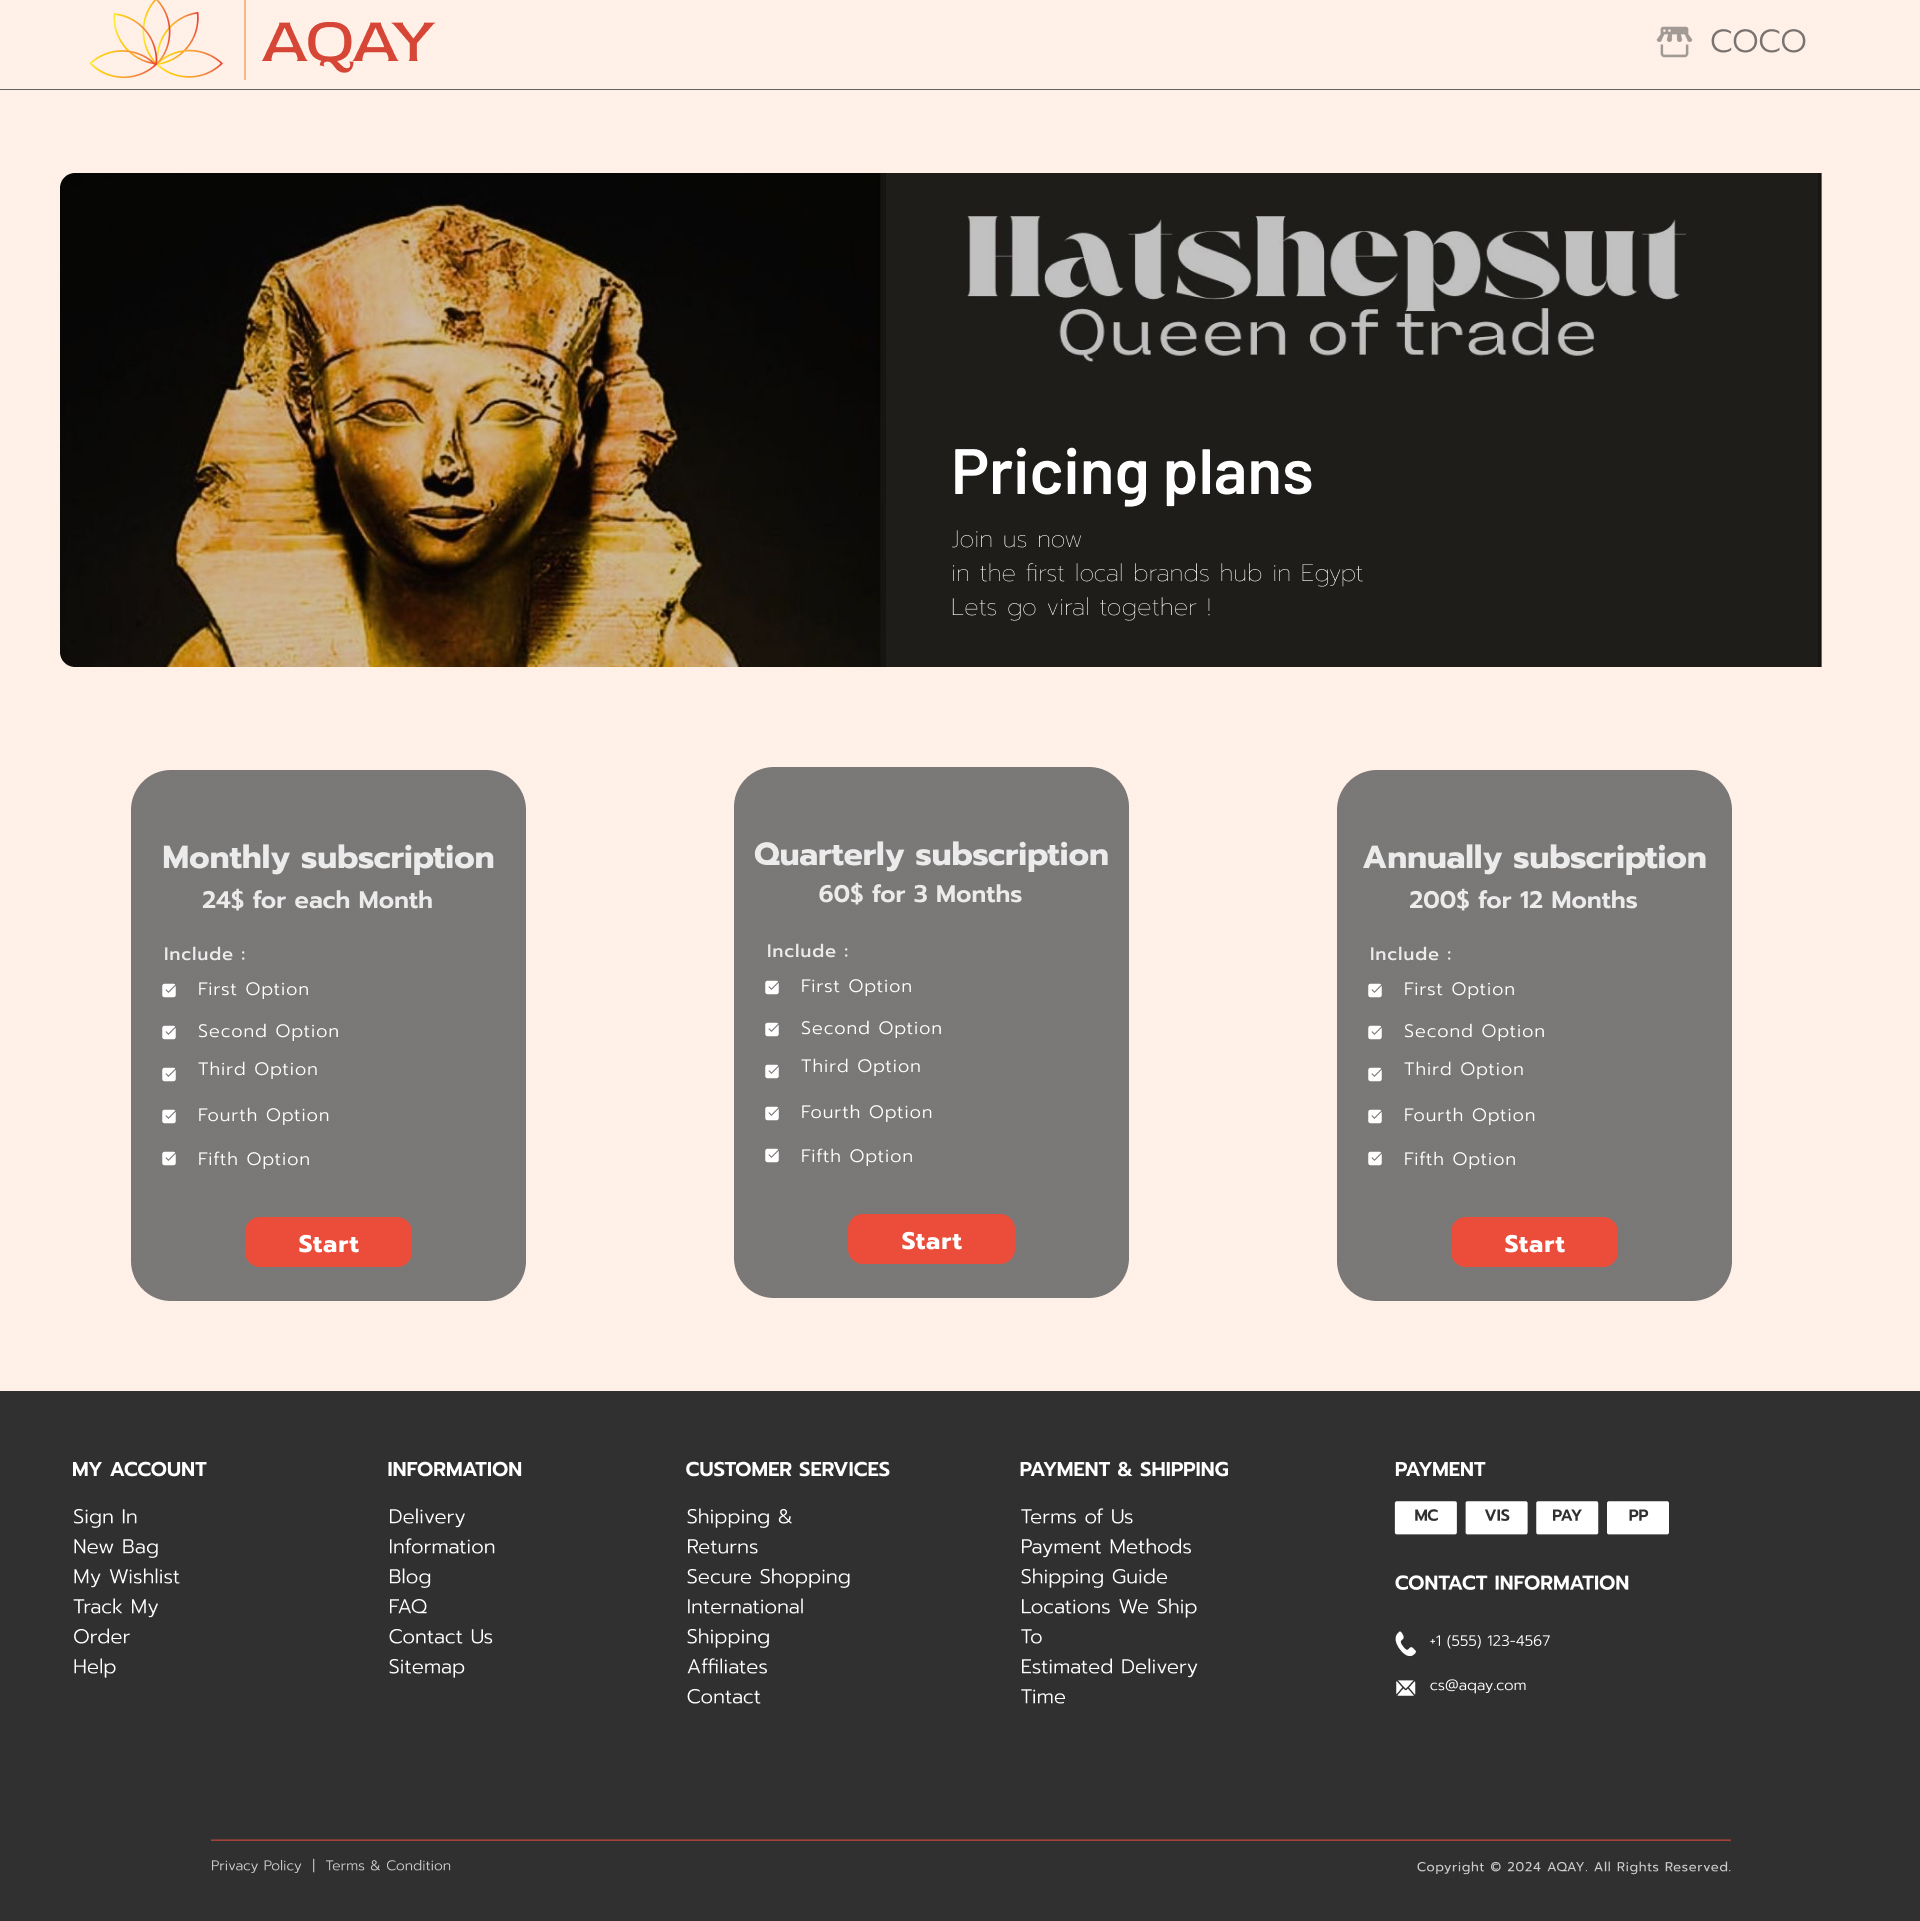 AQAY
COCO
Hatshepsut
Queen of trade
Pricing plans
Join us now
in the first local brands hub in Egypt
Lets go viral together !
Monthly subscription
24$ for each Month
Include :
First Option
Second Option
Third Option
Fourth Option
Fifth Option
Start
Quarterly subscription
60$ for 3 Months
Include :
First Option
Second Option
Third Option
Fourth Option
Fifth Option
Start
Annually subscription
200$ for 12 Months
Include :
First Option
Second Option
Third Option
Fourth Option
Fifth Option
Start
MY ACCOUNT
Sign In
New Bag
My Wishlist
Track My
Order
Help
INFORMATION
Delivery
Information
Blog
FAQ
Contact Us
Sitemap
CUSTOMER SERVICES
Shipping &
Returns
Secure Shopping
International
Shipping
Affiliates
Contact
PAYMENT & SHIPPING
Terms of Us
Payment Methods
Shipping Guide
Locations We Ship
To
Estimated Delivery
Time
PAYMENT
MC VIS PAY PP
CONTACT INFORMATION
+1 (555) 123-4567
cs@aqay.com
Privacy Policy | Terms & Condition
Copyright © 2024 AQAY. All Rights Reserved.